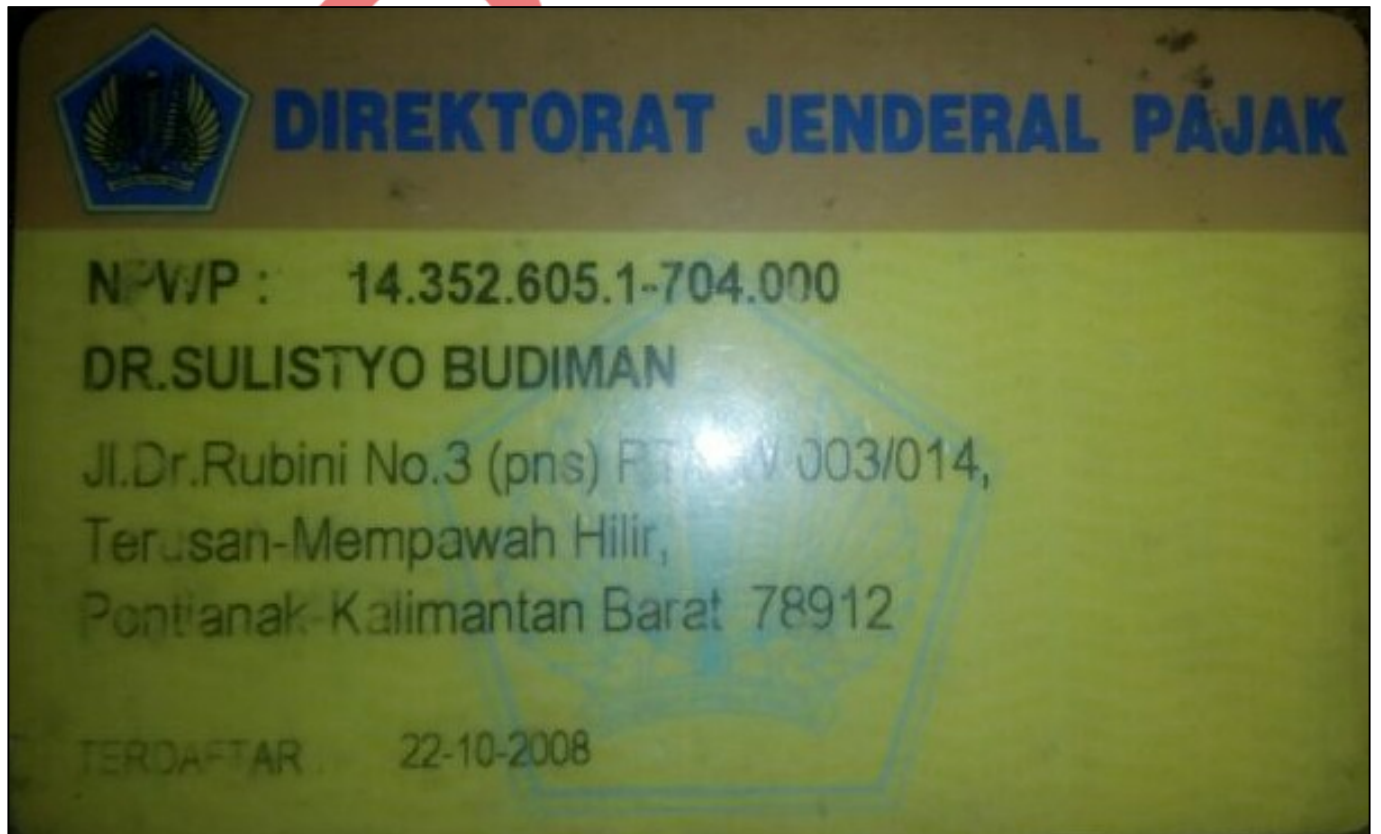 DIREKTORAT JENDERAL PAJAK
NPWP : 14.352.605.1-704.000
DR.SULISTYO BUDIMAN
Jl.Dr.Rubini No.3 (pns) 003/014,
Terusan-Mempawah Hilir,
Pontianak-Kalimantan Barat 78912
TERDAFTAR : 22-10-2008